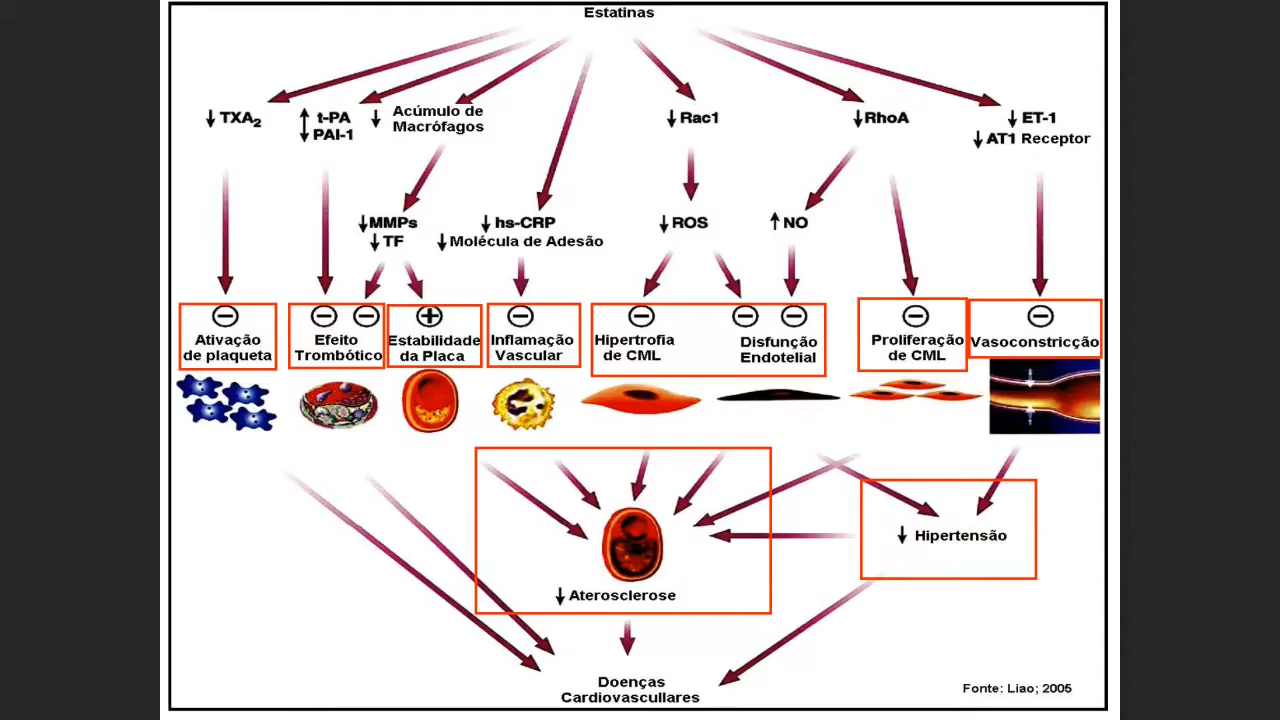 Estatinas
↓ TXA₂
↑ t-PA
↓ PAI-1
↓ Acúmulo de
Macrófagos
↓ Rac1
↓ RhoA
↓ ET-1
↓ AT1 Receptor
↓ MMPs
↓ TF
↓ hs-CRP
↓ Molécula de Adesão
↓ ROS
↑ NO
Ativação
de plaqueta
Efeito
Trombótico
Estabilidade
da Placa
Inflamação
Vascular
Hipertrofia
de CML
Disfunção
Endotelial
Proliferação
de CML
Vasoconstricção
↓ Hipertensão
↓ Aterosclerose
Doenças
Cardiovascullares
Fonte: Liao; 2005